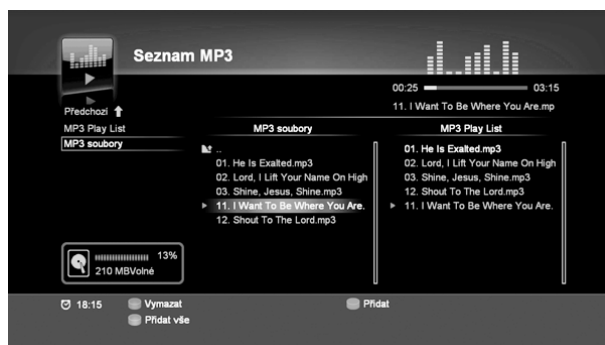 Seznam MP3
00:25 03:15
11. I Want To Be Where You Are.mp
Předchozi
MP3 Play List
MP3 soubory
MP3 soubory
..
01. He Is Exalted.mp3
02. Lord, I Lift Your Name On High
03. Shine, Jesus, Shine.mp3
11. I Want To Be Where You Are.
12. Shout To The Lord.mp3
MP3 Play List
01. He Is Exalted.mp3
02. Lord, I Lift Your Name On High
03. Shine, Jesus, Shine.mp3
12. Shout To The Lord.mp3
11. I Want To Be Where You Are.
13%
210 MBVolné
18:15 Vymazat Přidat
Přidat vše